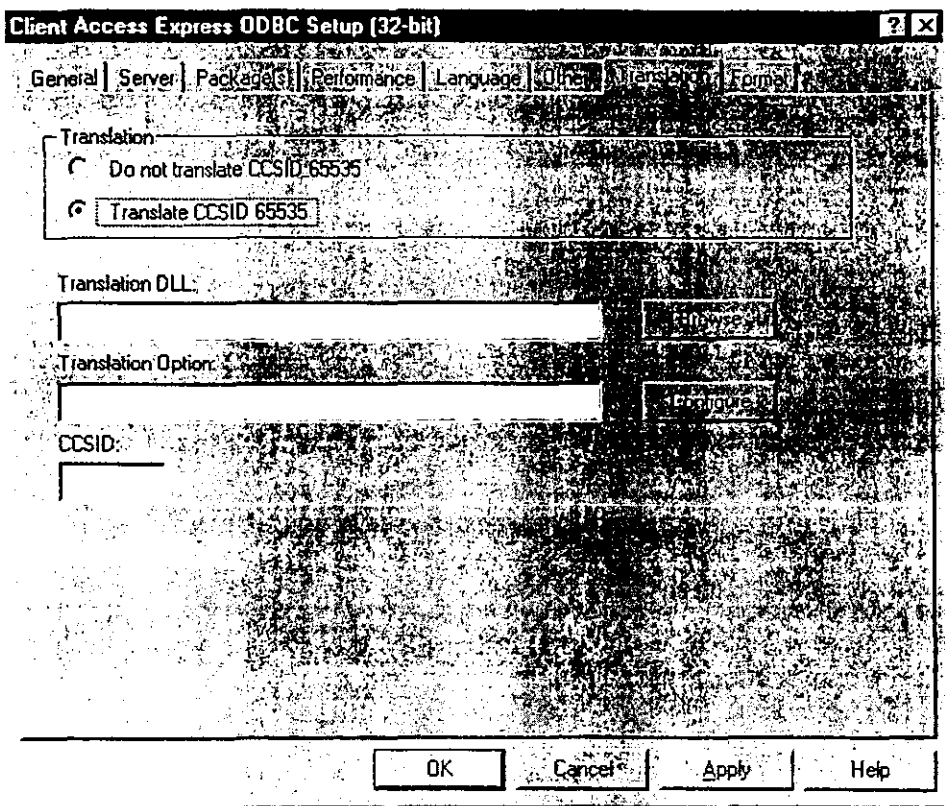 Client Access Express ODBC Setup (32-bit)
General Server Package(s) Performance Language Other Translation Format
Translation
Do not translate CCSID 65535
Translate CCSID 65535
Translation DLL:
Browse...
Translation Option:
Configure...
CCSID:
OK Cancel Apply Help